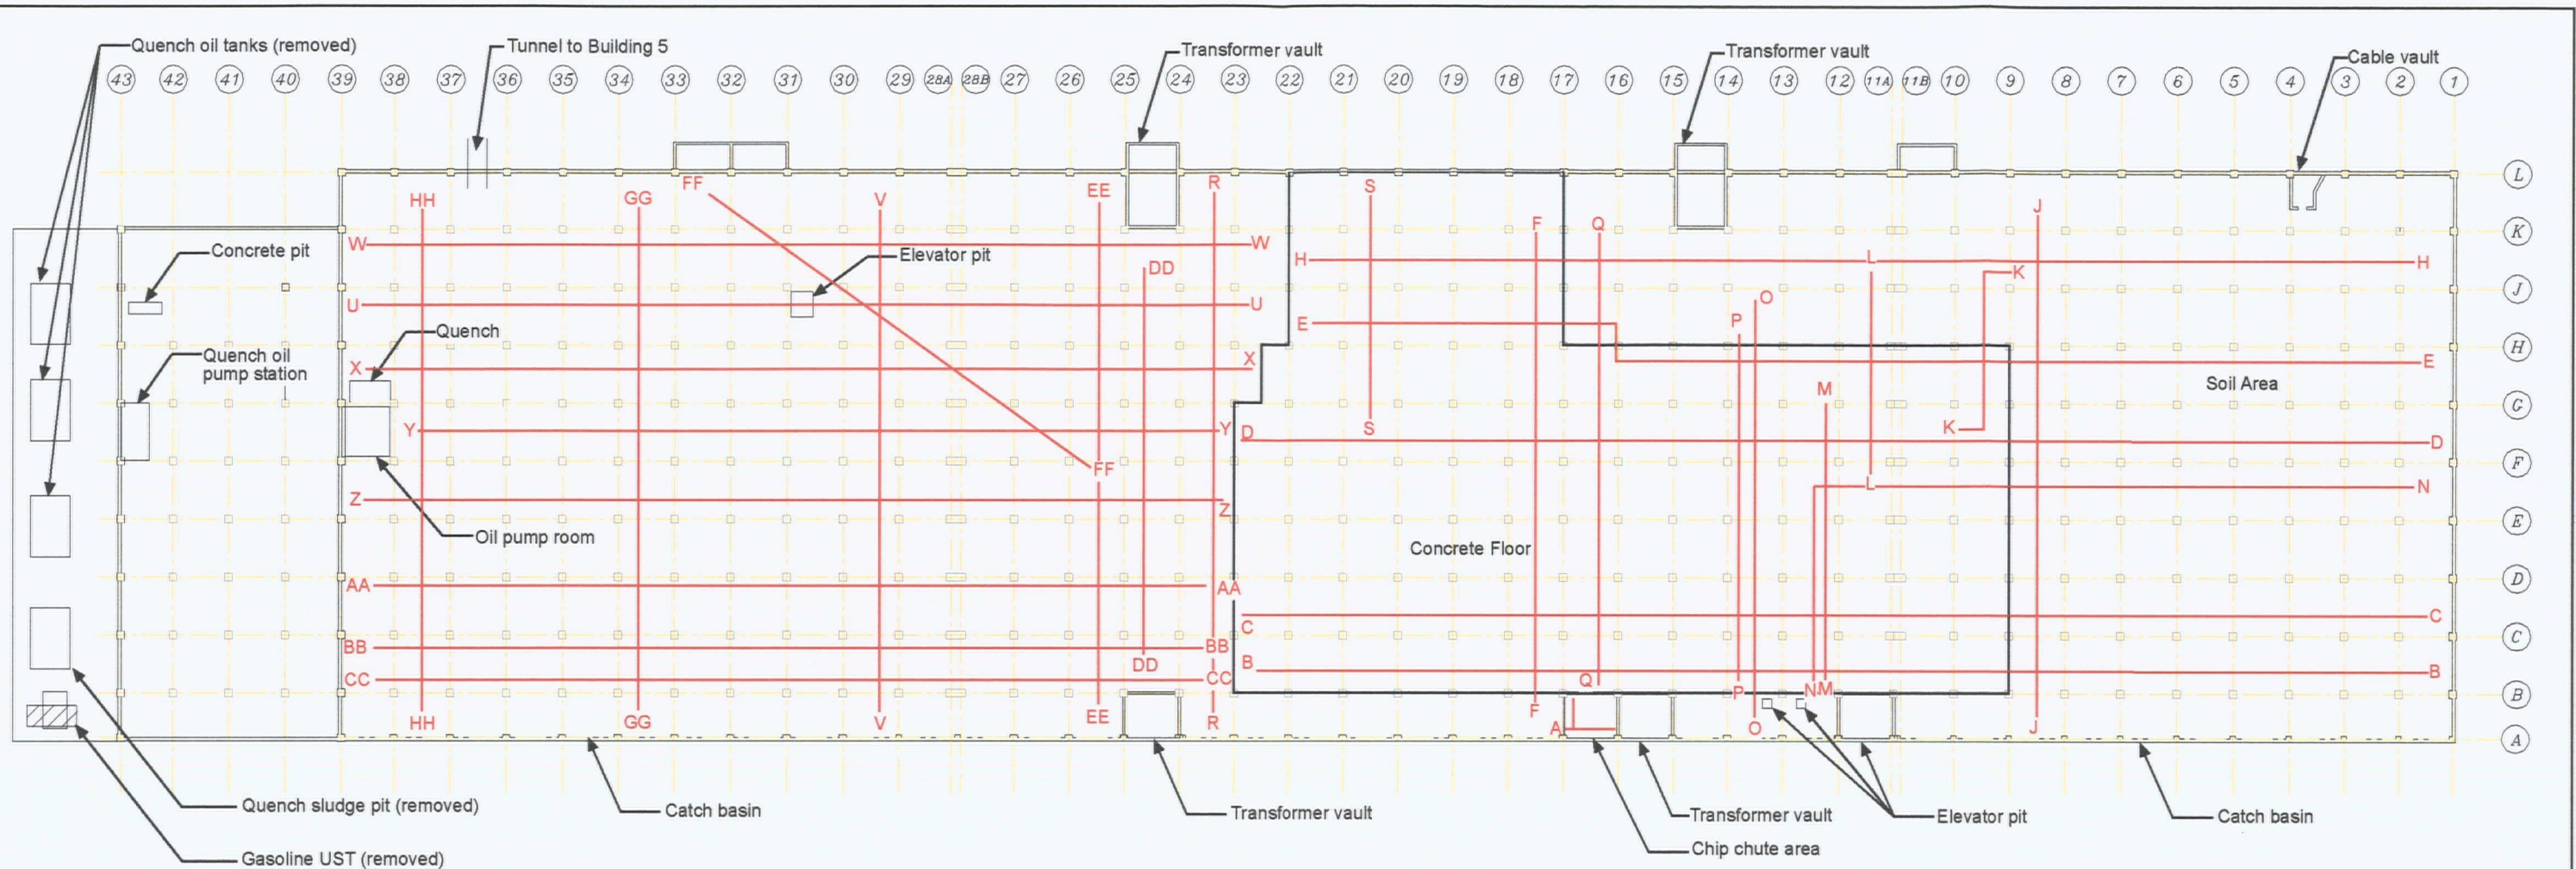 Quench oil tanks (removed)
Tunnel to Building 5
Transformer vault
Transformer vault
Cable vault
43 42 41 40 39 38 37 36 35 34 33 32 31 30 29 28A 28B 27 26 25 24 23 22 21 20 19 18 17 16 15 14 13 12 11A 11B 10 9 8 7 6 5 4 3 2 1
L
FF R
S
EE
HH GG V
J
F Q
K
W W
Concrete pit
Elevator pit
H L H
DD
K
J
O
U U
P
E
Quench
H
Quench oil
pump station
X X
E
Soil Area
M
G
Y Y D
S
K
D
F
FF
L N
Z Z
E
Oil pump room
Concrete Floor
D
AA AA
C
C
C
BB BB
B
DD
B
CC CC
Q
P N M
B
F
HH GG V EE R
A O J
A
Quench sludge pit (removed)
Catch basin
Transformer vault
Transformer vault
Elevator pit
Catch basin
Chip chute area
Gasoline UST (removed)